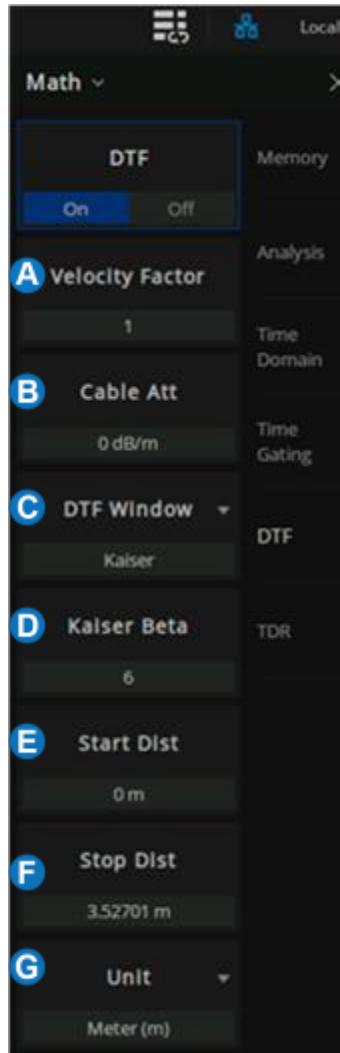 Local
Math
DTF
On Off
A Velocity Factor
1
B Cable Att
0 dB/m
C DTF Window
Kaiser
D Kaiser Beta
6
E Start Dist
0 m
F Stop Dist
3.52701 m
G Unit
Meter (m)
Memory
Analysis
Time
Domain
Time
Gating
DTF
TDR